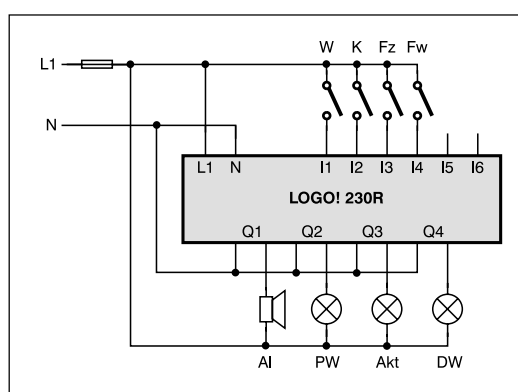 W K Fz Fw
L1
N
L1 N I1 I2 I3 I4 I5 I6
LOGO! 230R
Q1 Q2 Q3 Q4
Al PW Akt DW